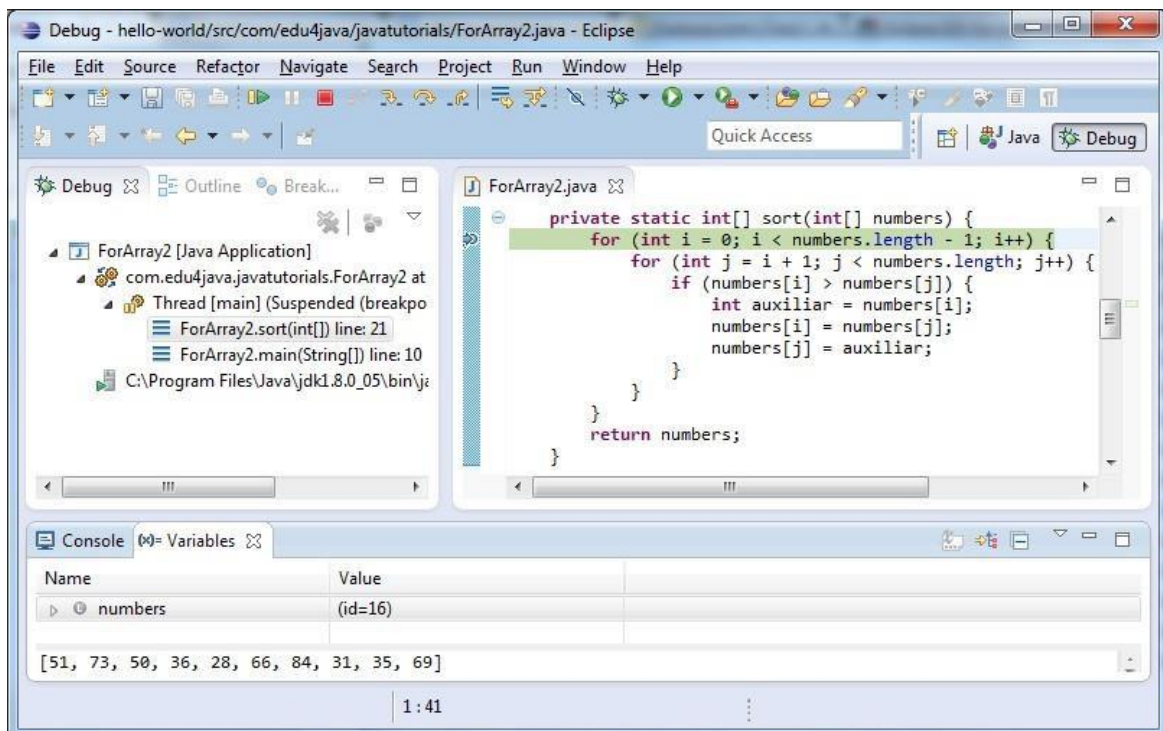 Debug - hello-world/src/com/edu4java/javatutorials/ForArray2.java - Eclipse
File Edit Source Refactor Navigate Search Project Run Window Help
Quick Access
Java
Debug
Debug
Outline
Break...
ForArray2 [Java Application]
com.edu4java.javatutorials.ForArray2 at
Thread [main] (Suspended (breakpo
ForArray2.sort(int[]) line: 21
ForArray2.main(String[]) line: 10
C:\Program Files\Java\jdk1.8.0_05\bin\ja
ForArray2.java
private static int[] sort(int[] numbers) {
for (int i = 0; i < numbers.length - 1; i++) {
for (int j = i + 1; j < numbers.length; j++) {
if (numbers[i] > numbers[j]) {
int auxiliar = numbers[i];
numbers[i] = numbers[j];
numbers[j] = auxiliar;
}
}
}
return numbers;
}
Console
(x)= Variables
Name Value
numbers (id=16)
[51, 73, 50, 36, 28, 66, 84, 31, 35, 69]
1 : 41